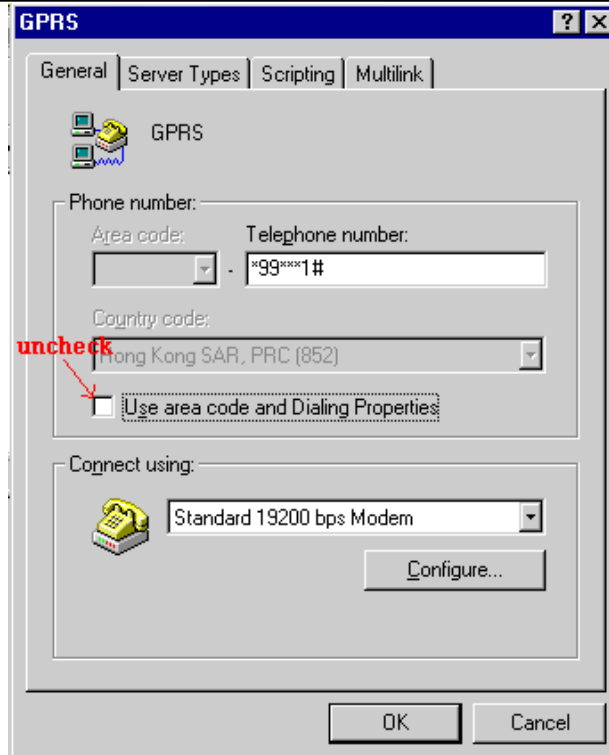 GPRS
General Server Types Scripting Multilink
GPRS
Phone number:
Area code: Telephone number:
- *99***1#
Country code:
uncheck
Hong Kong SAR, PRC (852)
Use area code and Dialing Properties
Connect using:
Standard 19200 bps Modem
Configure...
OK Cancel